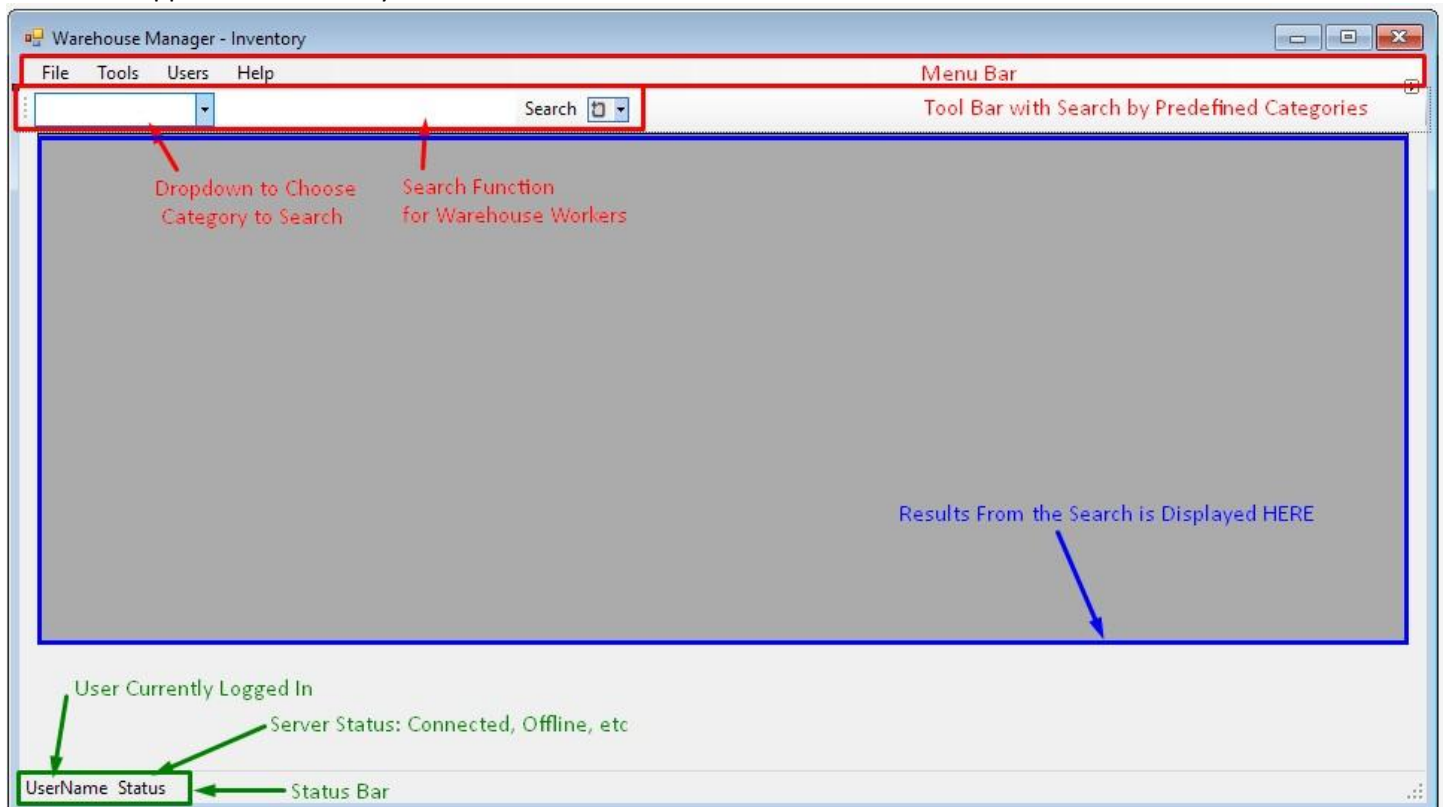 Warehouse Manager - Inventory
File Tools Users Help Menu Bar
Search Tool Bar with Search by Predefined Categories
Dropdown to Choose
Category to Search
Search Function
for Warehouse Workers
Results From the Search is Displayed HERE
User Currently Logged In
Server Status: Connected, Offline, etc
UserName Status Status Bar